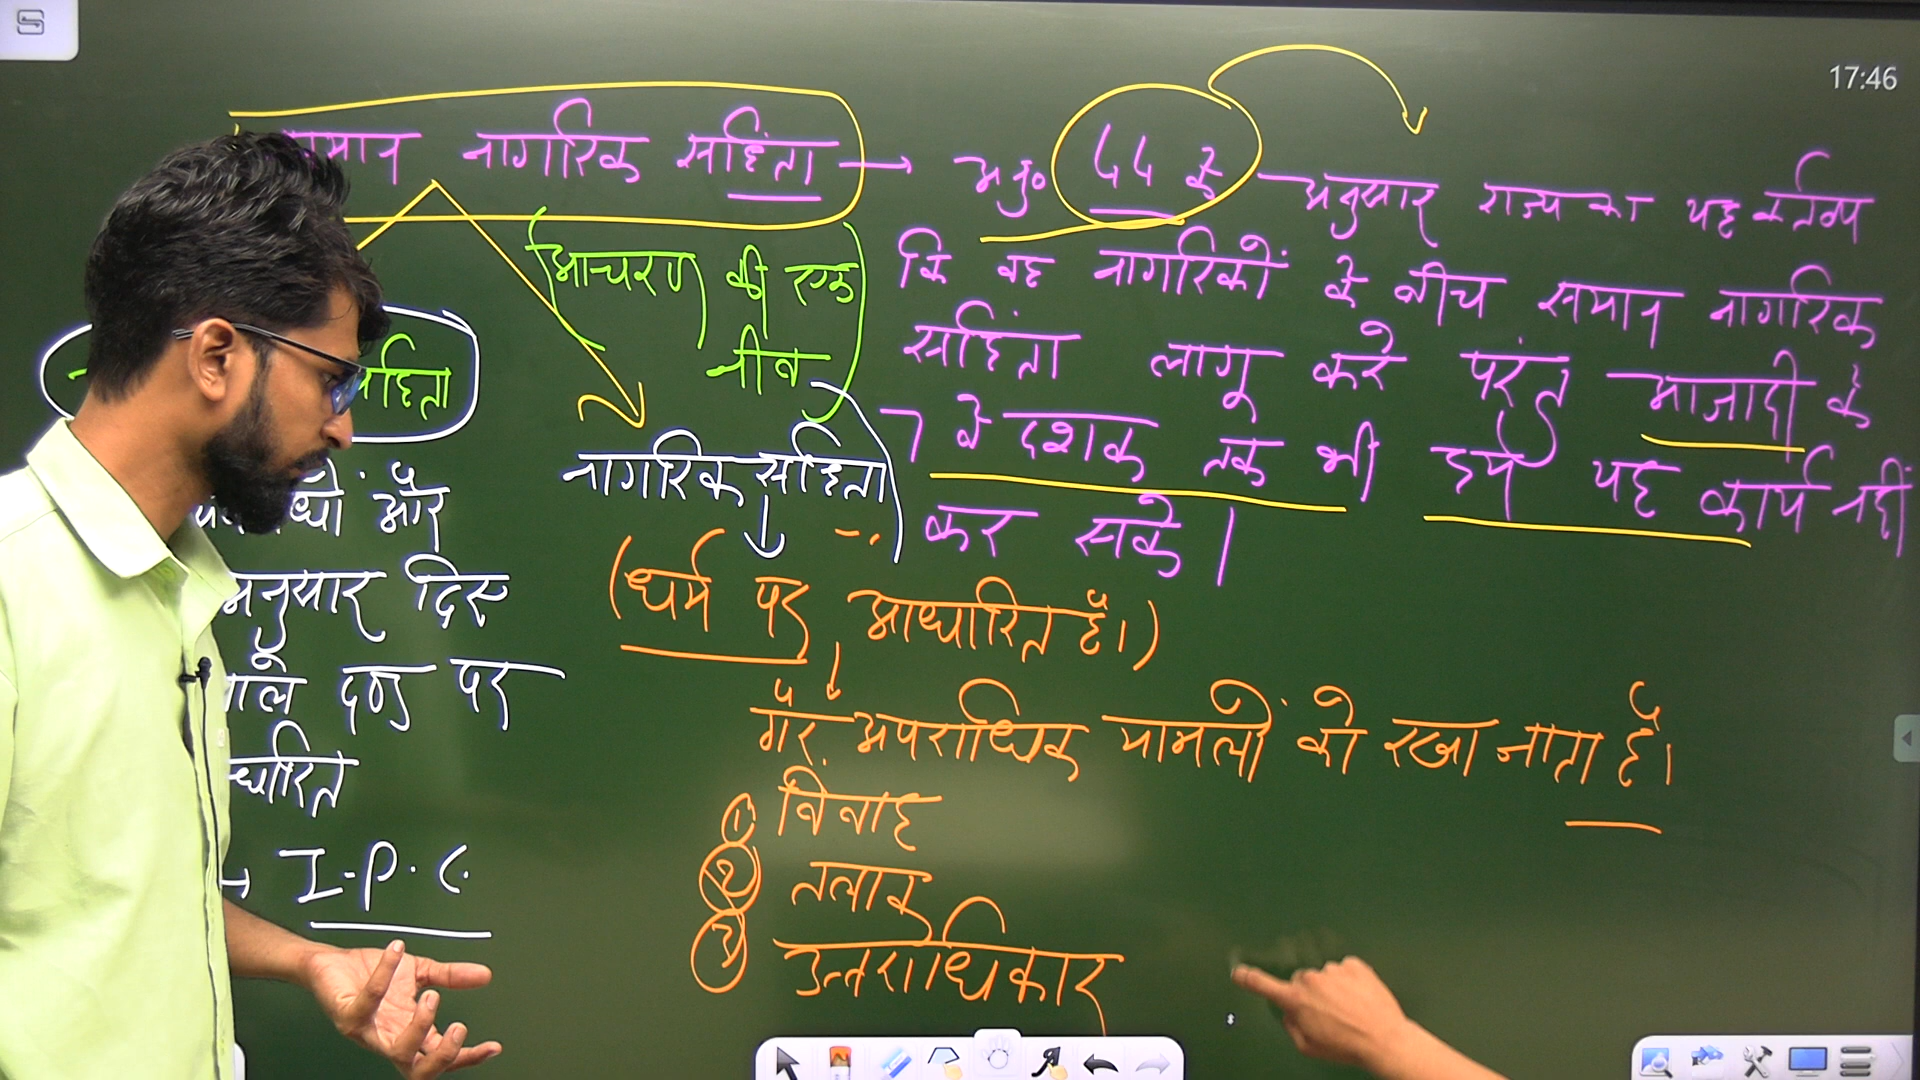 17:46
समान नागरिक संहिता → अनु० 44 के अनुसार राज्य का यह कर्तव्य
कि वह नागरिकों के बीच समान नागरिक
संहिता लागू करे परंतु आजादी के
7 वे दशक तक भी हम यह कार्य नहीं
कर सके।
(आचरण की एक
नीव)
संहिता
और
अनुसार दिए
वाले दण्ड पर
धारित
→ I.P.C.
नागरिक संहिता
(धर्म पर आधारित है।)
गैर अपराधिक मामलों को रखा जाता है।
① विवाह
② तलाक
③ उत्तराधिकार